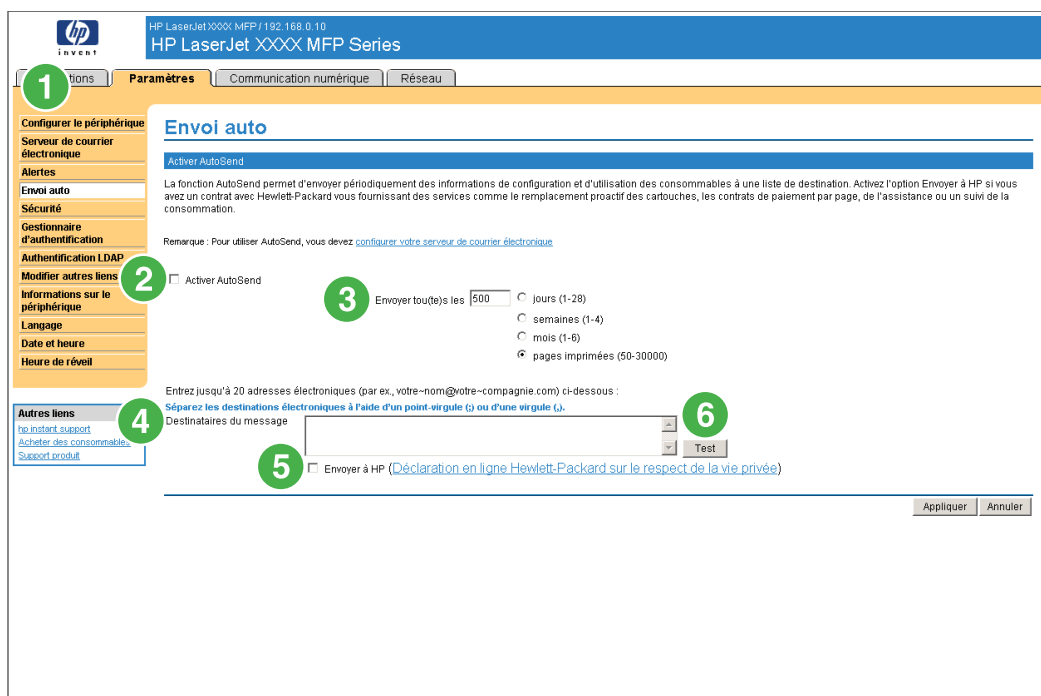 hp
invent
HP LaserJet XXXX MFP / 192.168.0.10
HP LaserJet XXXX MFP Series
1
Paramètres
Communication numérique
Réseau
Configurer le périphérique
Serveur de courrier
électronique
Alertes
Envoi auto
Sécurité
Gestionnaire
d'authentification
Authentification LDAP
Modifier autres liens
Informations sur le
périphérique
Langage
Date et heure
Heure de réveil
Autres liens
hp instant support
Acheter des consommables
Support produit
Envoi auto
Activer AutoSend
La fonction AutoSend permet d'envoyer périodiquement des informations de configuration et d'utilisation des consommables à une liste de destination. Activez l'option Envoyer à HP si vous
avez un contrat avec Hewlett-Packard vous fournissant des services comme le remplacement proactif des cartouches, les contrats de paiement par page, de l'assistance ou un suivi de la
consommation.
Remarque : Pour utiliser AutoSend, vous devez configurer votre serveur de courrier électronique
2
Activer AutoSend
3
Envoyer tou(te)s les 500
jours (1-28)
semaines (1-4)
mois (1-6)
pages imprimées (50-30000)
Entrez jusqu'à 20 adresses électroniques (par ex., votre~nom@votre~compagnie.com) ci-dessous :
Séparez les destinations électroniques à l'aide d'un point-virgule (;) ou d'une virgule (,).
4
Destinataires du message
6
Test
5
Envoyer à HP (Déclaration en ligne Hewlett-Packard sur le respect de la vie privée)
Appliquer
Annuler